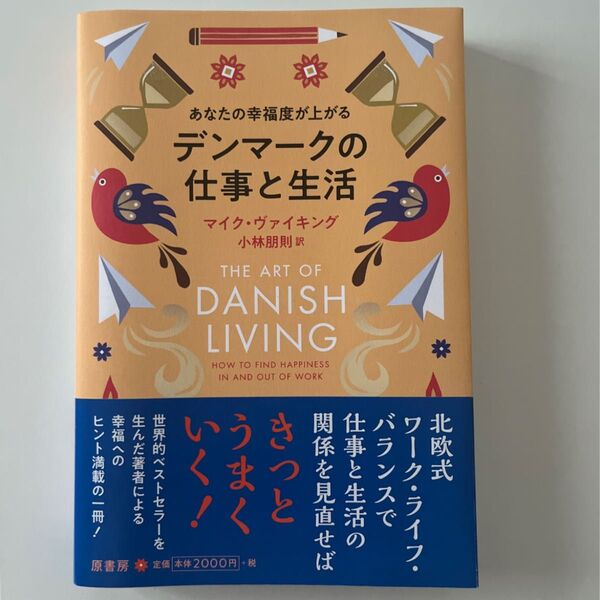 あなたの幸福度が上がる
デンマークの
仕事と生活
マイク・ヴァイキング
小林朋則 訳
THE ART OF
DANISH
LIVING
HOW TO FIND HAPPINESS
IN AND OUT OF WORK
北欧式
ワーク・ライフ・
バランスで
仕事と生活の
関係を見直せば
きっと
うまく
いく!
世界的ベストセラーを
生んだ著者による
幸福への
ヒント満載の一冊!
原書房 定価 本体2000円+税